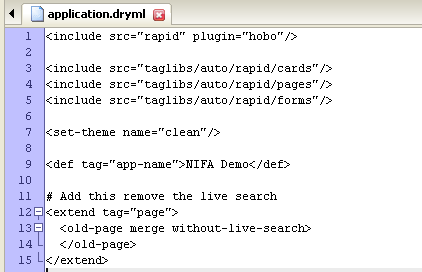 application.dryml
1 <include src="rapid" plugin="hobo"/>
2
3 <include src="taglibs/auto/rapid/cards"/>
4 <include src="taglibs/auto/rapid/pages"/>
5 <include src="taglibs/auto/rapid/forms"/>
6
7 <set-theme name="clean"/>
8
9 <def tag="app-name">NIFA Demo</def>
10
11 # Add this remove the live search
12 <extend tag="page">
13   <old-page merge without-live-search>
14   </old-page>
15 </extend>